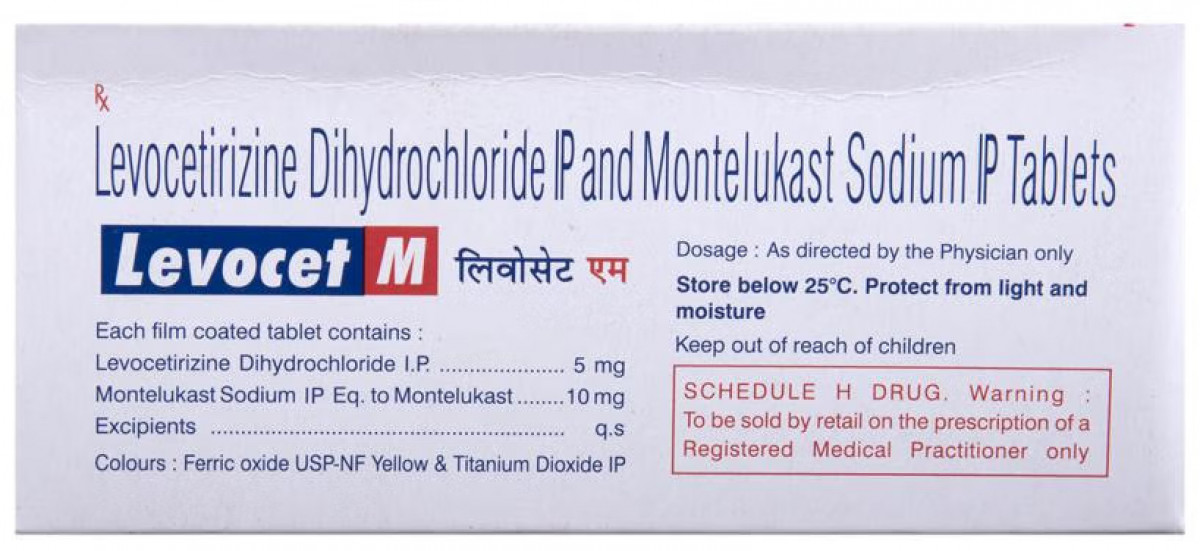 Rx
Levocetirizine Dihydrochloride IP and Montelukast Sodium IP Tablets
Levocet M लिवोसेट एम
Each film coated tablet contains :
Levocetirizine Dihydrochloride I.P. ...................... 5 mg
Montelukast Sodium IP Eq. to Montelukast ........ 10 mg
Excipients .......................................................... q.s
Colours : Ferric oxide USP-NF Yellow & Titanium Dioxide IP
Dosage : As directed by the Physician only
Store below 25°C. Protect from light and
moisture
Keep out of reach of children
SCHEDULE H DRUG. Warning :
To be sold by retail on the prescription of a
Registered Medical Practitioner only